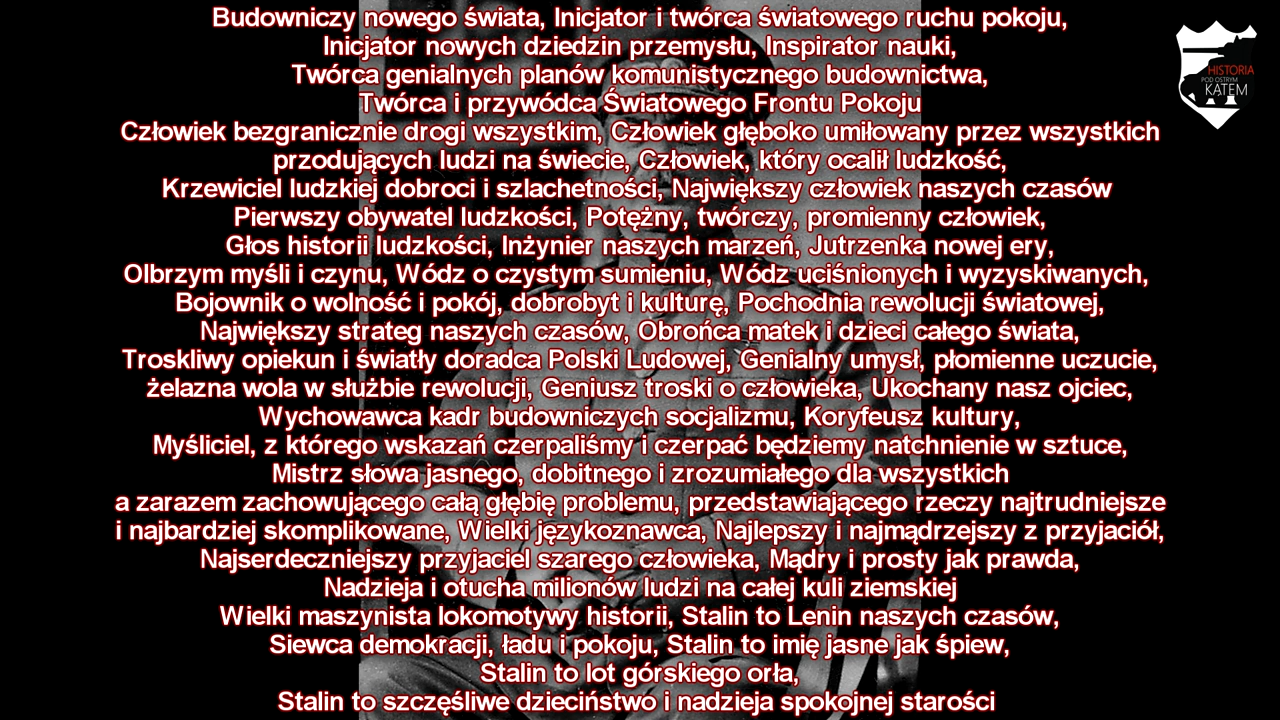 Budowniczy nowego świata, Inicjator i twórca światowego ruchu pokoju,
Inicjator nowych dziedzin przemysłu, Inspirator nauki,
Twórca genialnych planów komunistycznego budownictwa,
Twórca i przywódca Światowego Frontu Pokoju
Człowiek bezgranicznie drogi wszystkim, Człowiek głęboko umiłowany przez wszystkich
przodujących ludzi na świecie, Człowiek, który ocalił ludzkość,
Krzewiciel ludzkiej dobroci i szlachetności, Największy człowiek naszych czasów
Pierwszy obywatel ludzkości, Potężny, twórczy, promienny człowiek,
Głos historii ludzkości, Inżynier naszych marzeń, Jutrzenka nowej ery,
Olbrzym myśli i czynu, Wódz o czystym sumieniu, Wódz uciśnionych i wyzyskiwanych,
Bojownik o wolność i pokój, dobrobyt i kulturę, Pochodnia rewolucji światowej,
Największy strateg naszych czasów, Obrońca matek i dzieci całego świata,
Troskliwy opiekun i światły doradca Polski Ludowej, Genialny umysł, płomienne uczucie,
żelazna wola w służbie rewolucji, Geniusz troski o człowieka, Ukochany nasz ojciec,
Wychowawca kadr budowniczych socjalizmu, Koryfeusz kultury,
Myśliciel, z którego wskazań czerpaliśmy i czerpać będziemy natchnienie w sztuce,
Mistrz słowa jasnego, dobitnego i zrozumiałego dla wszystkich
a zarazem zachowującego całą głębię problemu, przedstawiającego rzeczy najtrudniejsze
i najbardziej skomplikowane, Wielki językoznawca, Najlepszy i najmądrzejszy z przyjaciół,
Najserdeczniejszy przyjaciel szarego człowieka, Mądry i prosty jak prawda,
Nadzieja i otucha milionów ludzi na całej kuli ziemskiej
Wielki maszynista lokomotywy historii, Stalin to Lenin naszych czasów,
Siewca demokracji, ładu i pokoju, Stalin to imię jasne jak śpiew,
Stalin to lot górskiego orła,
Stalin to szczęśliwe dzieciństwo i nadzieja spokojnej starości
HISTORIA
POD OSTRYM
KĄTEM